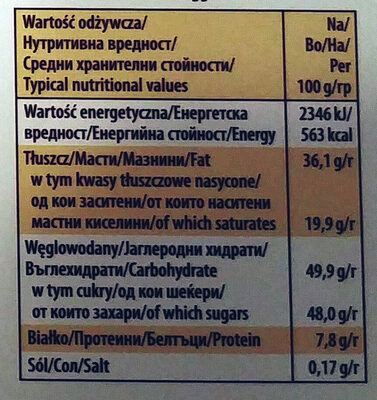 Wartość odżywcza/ Na/
Нутритивна вредност/ Во/На/
Средни хранителни стойности/ Per
Typical nutritional values 100 g/гр
Wartość energetyczna/Енергетска 2346 kJ/
вредност/Енергийна стойност/Energy 563 kcal
Tłuszcz/Масти/Мазнини/Fat 36,1 g/г
w tym kwasy tłuszczowe nasycone/
од кои заситени/от които наситени
мастни киселини/of which saturates 19,9 g/г
Węglowodany/Јаглеродни хидрати/
Въглехидрати/Carbohydrate 49,9 g/г
w tym cukry/од кои шеќери/
от които захари/of which sugars 48,0 g/г
Białko/Протеини/Белтъци/Protein 7,8 g/г
Sól/Сол/Salt 0,17 g/г